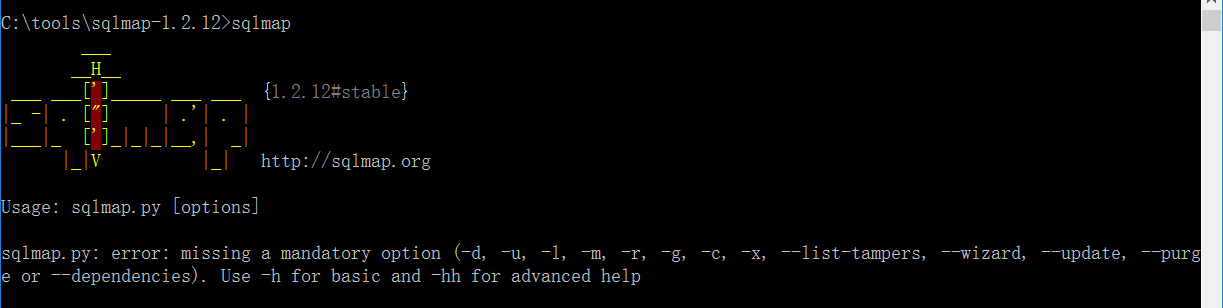 C:\tools\sqlmap-1.2.12>sqlmap
        ___
       __H__
 ___ ___[']_____ ___ ___  {1.2.12#stable}
|_ -| . ["]     | .'| . |
|___|_  [']_|_|_|__,|  _|
      |_|V          |_|   http://sqlmap.org
Usage: sqlmap.py [options]
sqlmap.py: error: missing a mandatory option (-d, -u, -l, -m, -r, -g, -c, -x, --list-tampers, --wizard, --update, --purg
e or --dependencies). Use -h for basic and -hh for advanced help